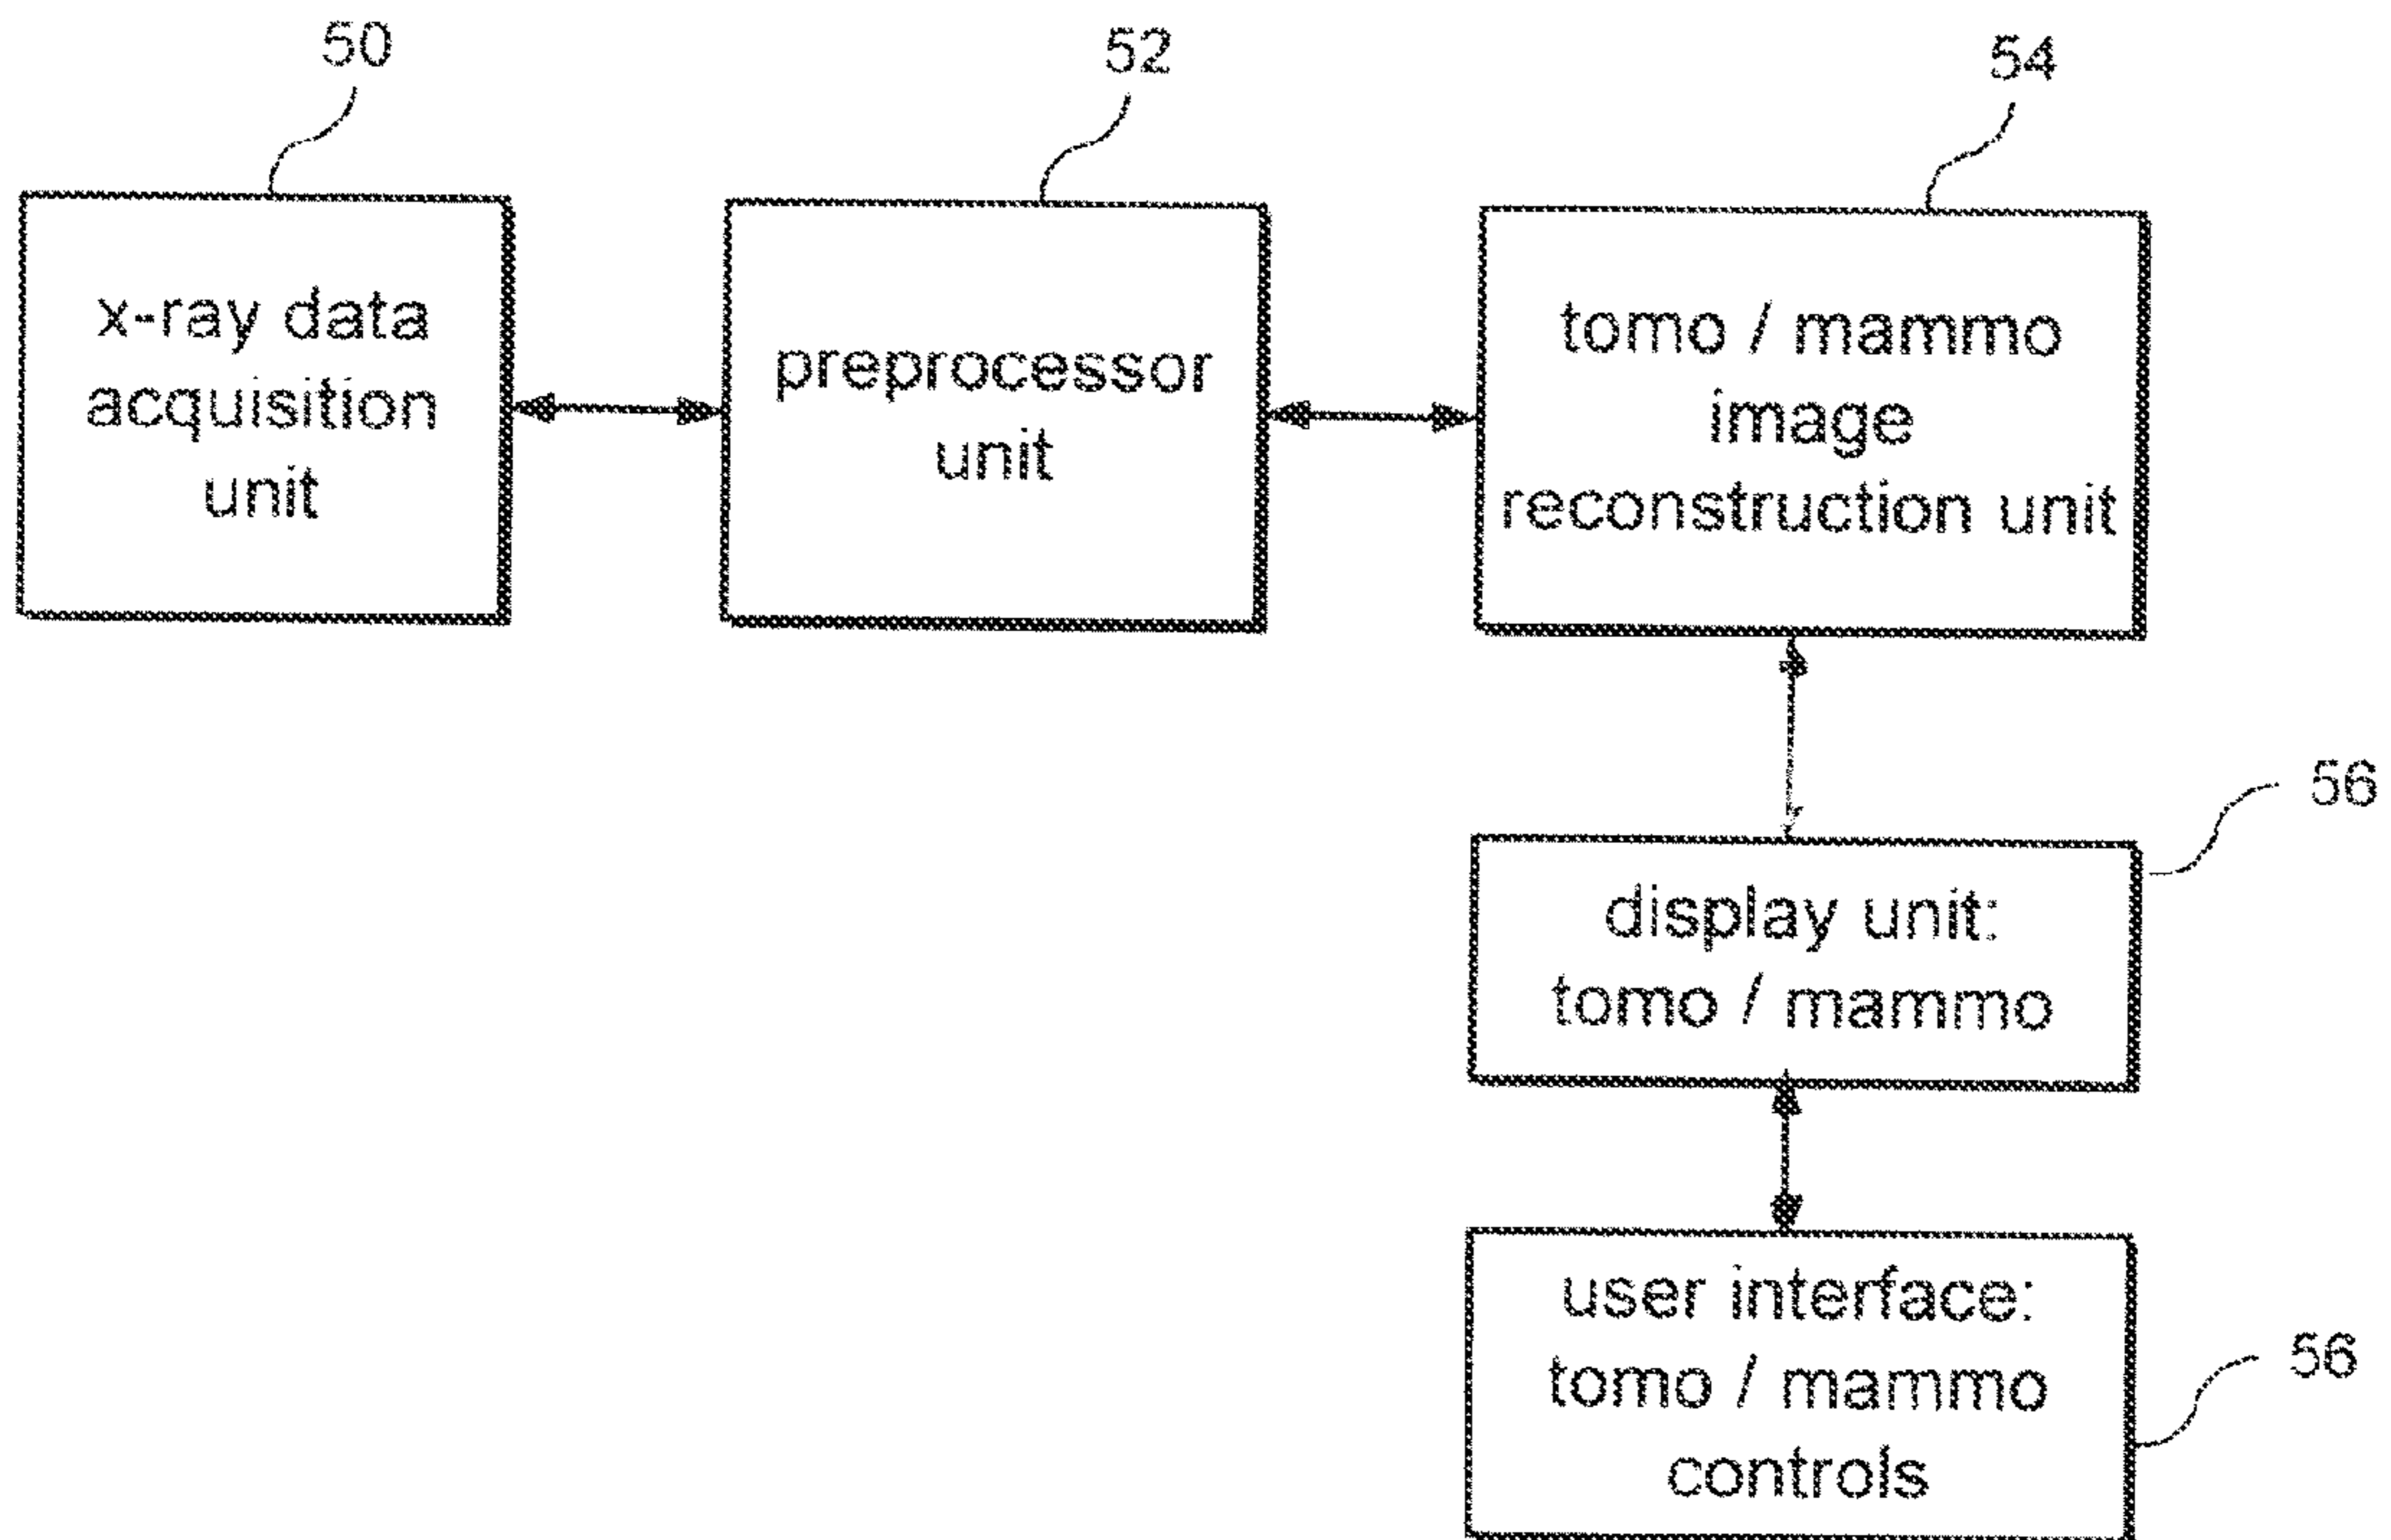 50
52
54
x-ray data
acquisition
unit
preprocessor
unit
tomo / mammo
image
reconstruction unit
56
display unit:
tomo / mammo
user interface:
tomo / mammo
controls
56